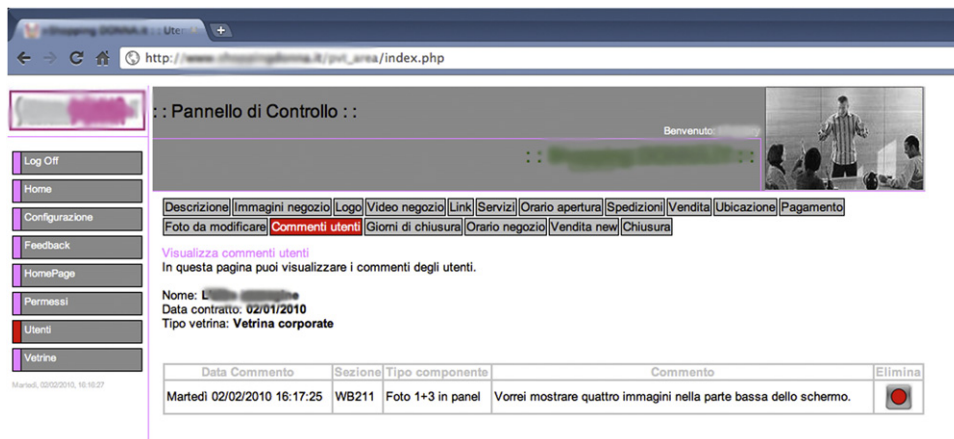 : : Ute
http://www. /pvt_area/index.php
: : Pannello di Controllo : :
Benvenuto:
: : : :
Log Off
Home
Configurazione
Feedback
HomePage
Permessi
Utenti
Vetrine
Martedì, 02/02/2010, 16:16:27
Descrizione Immagini negozio Logo Video negozio Link Servizi Orario apertura Spedizioni Vendita Ubicazione Pagamento
Foto da modificare Commenti utenti Giorni di chiusura Orario negozio Vendita new Chiusura
Visualizza commenti utenti
In questa pagina puoi visualizzare i commenti degli utenti.
Nome:
Data contratto: 02/01/2010
Tipo vetrina: Vetrina corporate
Data Commento Sezione Tipo componente Commento Elimina
Martedì 02/02/2010 16:17:25 WB211 Foto 1+3 in panel Vorrei mostrare quattro immagini nella parte bassa dello schermo.